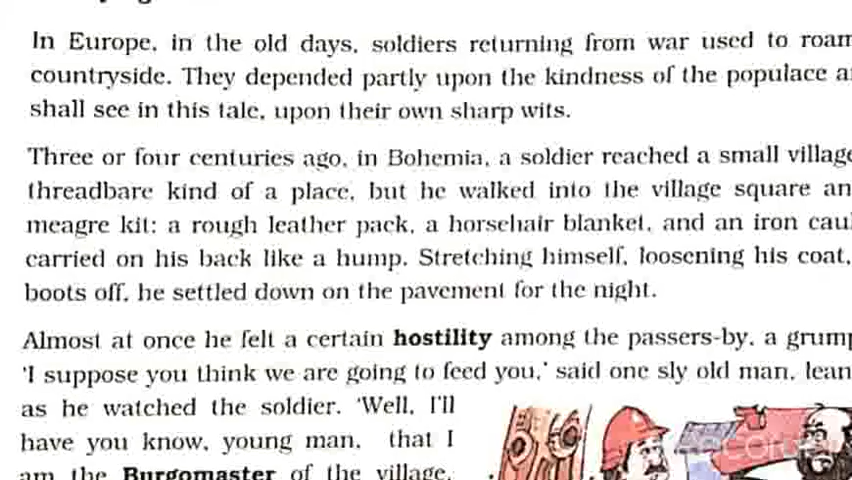 In Europe, in the old days, soldiers returning from war used to roam
countryside. They depended partly upon the kindness of the populace
shall see in this tale, upon their own sharp wits.
Three or four centuries ago, in Bohemia, a soldier reached a small village
threadbare kind of a place, but he walked into the village square
meagre kit: a rough leather pack, a horsehair blanket, and an iron
carried on his back like a hump. Stretching himself, loosening his coat,
boots off, he settled down on the pavement for the night.
Almost at once he felt a certain hostility among the passers-by, a
'I suppose you think we are going to feed you,' said one sly old man,
as he watched the soldier. 'Well, I'll
have you know, young man, that I
am the Burgomaster of the village,